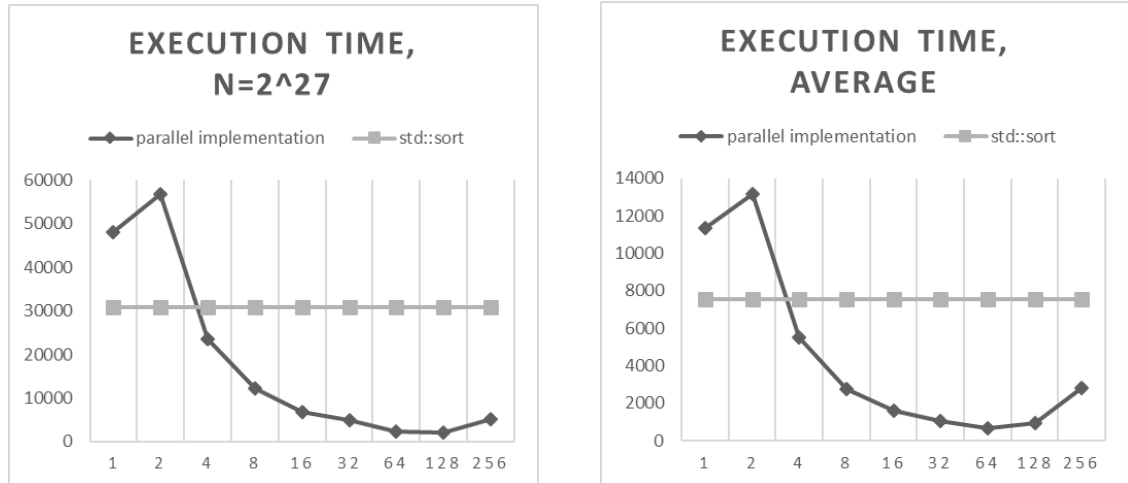 EXECUTION TIME,
N=2^27
parallel implementation std::sort
60000
50000
40000
30000
20000
10000
0
1 2 4 8 16 32 64 128 256
EXECUTION TIME,
AVERAGE
parallel implementation std::sort
14000
12000
10000
8000
6000
4000
2000
0
1 2 4 8 16 32 64 128 256